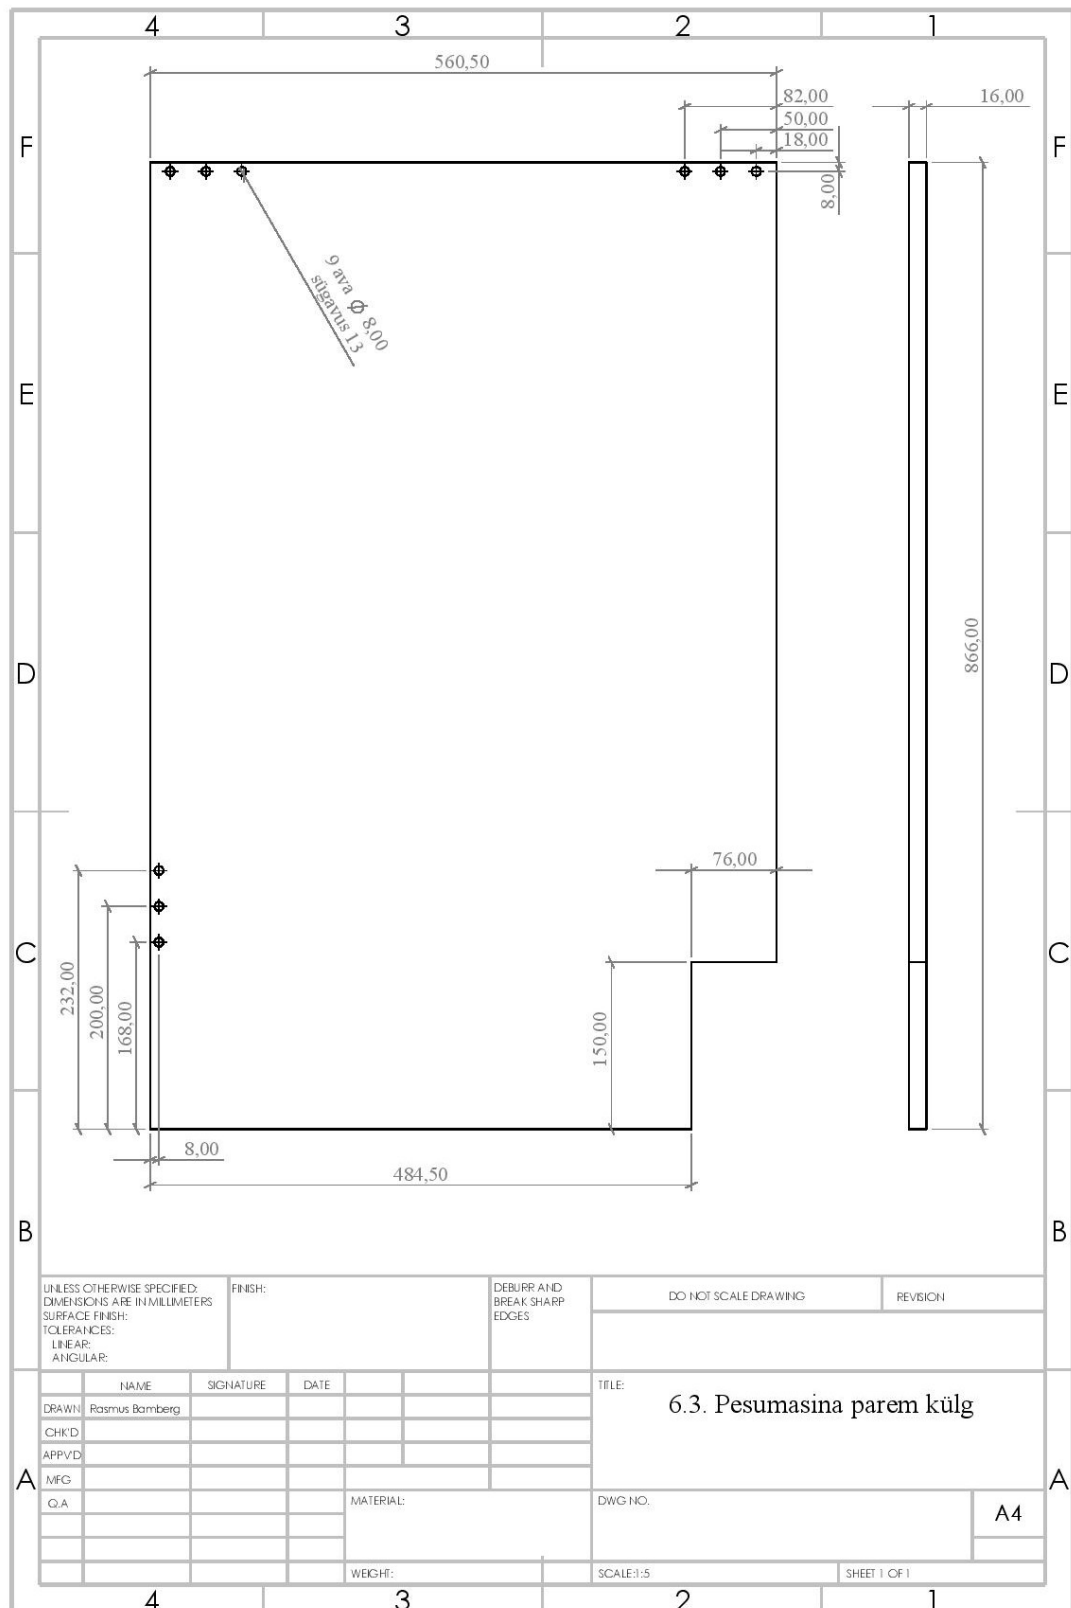 4 3 2 1
560,50
82,00
16,00
50,00
18,00
F F
8,00
9 ava Ø 8,00
sügavus 13
E E
866,00
D D
76,00
C C
232,00
200,00
168,00
150,00
8,00
484,50
B B
UNLESS OTHERWISE SPECIFIED:
DIMENSIONS ARE IN MILLIMETERS
SURFACE FINISH:
TOLERANCES:
LINEAR:
ANGULAR:
FINISH:
DEBURR AND
BREAK SHARP
EDGES
DO NOT SCALE DRAWING
REVISION
NAME SIGNATURE DATE
TITLE:
6.3. Pesumasina parem külg
DRAWN Rasmus Bamberg
CHK'D
APPV'D
MFG
A A
Q.A
MATERIAL:
DWG NO.
A4
WEIGHT:
SCALE:1:5
SHEET 1 OF 1
4 3 2 1